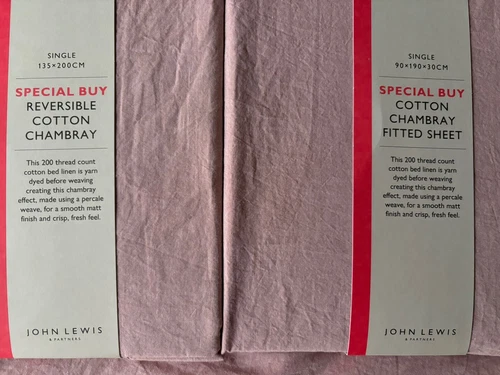 SINGLE
135×200CM
SPECIAL BUY
REVERSIBLE
COTTON
CHAMBRAY
This 200 thread count
cotton bed linen is yarn
dyed before weaving
creating this chambray
effect, made using a percale
weave, for a smooth matt
finish and crisp, fresh feel.
JOHN LEWIS
& PARTNERS
SINGLE
90×190×30CM
SPECIAL BUY
COTTON
CHAMBRAY
FITTED SHEET
This 200 thread count
cotton bed linen is yarn
dyed before weaving
creating this chambray
effect, made using a percale
weave, for a smooth matt
finish and crisp, fresh feel.
JOHN LEWIS
& PARTNERS